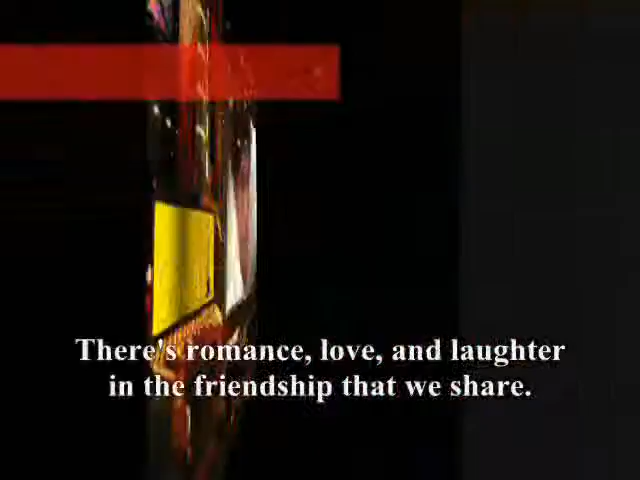 There's romance, love, and laughter
in the friendship that we share.